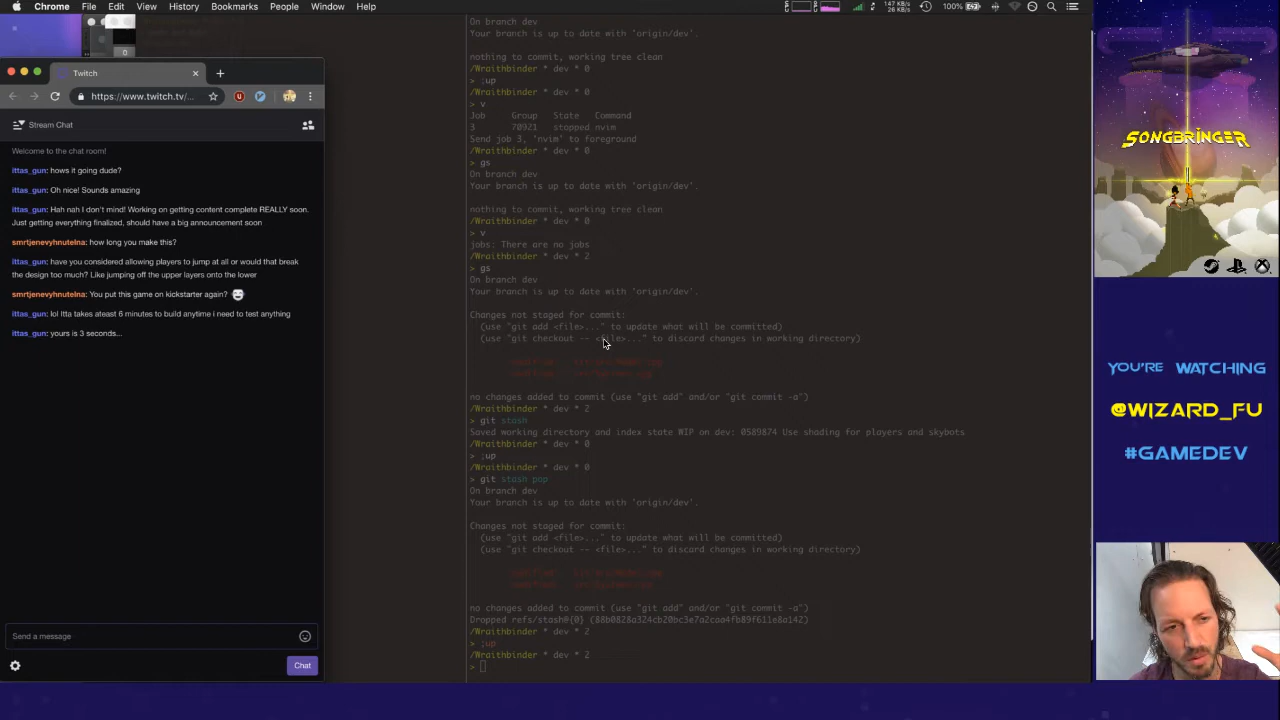 Chrome File Edit View History Bookmarks People Window Help
147 KB/s
26 KB/s
100%
Twitch
https://www.twitch.tv/...
Stream Chat
Welcome to the chat room!
ittas_gun: hows it going dude?
ittas_gun: Oh nice! Sounds amazing
ittas_gun: Hah nah I don't mind! Working on getting content complete REALLY soon.
Just getting everything finalized, should have a big announcement soon
smrtjenevyhnutelna: how long you make this?
ittas_gun: have you considered allowing players to jump at all or would that break
the design too much? Like jumping off the upper layers onto the lower
smrtjenevyhnutelna: You put this game on kickstarter again?
ittas_gun: lol Itta takes ateast 6 minutes to build anytime i need to test anything
ittas_gun: yours is 3 seconds...
Send a message
Chat
On branch dev
Your branch is up to date with 'origin/dev'.
nothing to commit, working tree clean
/Wraithbinder * dev * 0
> ;up
/Wraithbinder * dev * 0
> v
Job Group State Command
3 70921 stopped nvim
Send job 3, 'nvim' to foreground
/Wraithbinder * dev * 0
> gs
On branch dev
Your branch is up to date with 'origin/dev'.
nothing to commit, working tree clean
/Wraithbinder * dev * 0
> v
jobs: There are no jobs
/Wraithbinder * dev * 2
> gs
On branch dev
Your branch is up to date with 'origin/dev'.
Changes not staged for commit:
(use "git add <file>..." to update what will be committed)
(use "git checkout -- <file>..." to discard changes in working directory)
no changes added to commit (use "git add" and/or "git commit -a")
/Wraithbinder * dev * 2
> git stash
Saved working directory and index state WIP on dev: 0589874 Use shading for players and skybots
/Wraithbinder * dev * 0
> ;up
/Wraithbinder * dev * 0
> git stash pop
On branch dev
Your branch is up to date with 'origin/dev'.
Changes not staged for commit:
(use "git add <file>..." to update what will be committed)
(use "git checkout -- <file>..." to discard changes in working directory)
no changes added to commit (use "git add" and/or "git commit -a")
Dropped refs/stash@{0} (88b0828a324cb20bc3e7a2caa4fb89f611e8a142)
/Wraithbinder * dev * 2
> ;up
/Wraithbinder * dev * 2
>
SONGBRINGER
YOU'RE WATCHING
@WIZARD_FU
#GAMEDEV